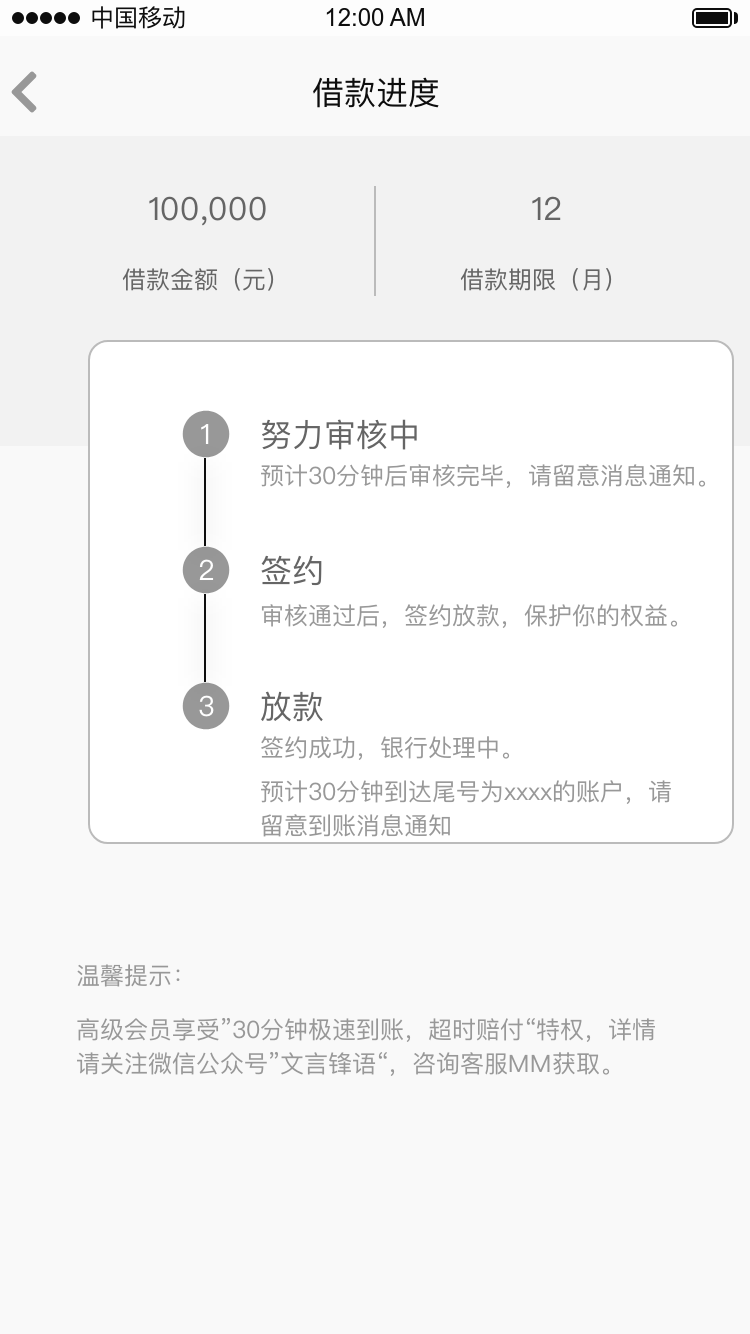 中国移动 12:00 AM
借款进度
100,000 12
借款金额（元） 借款期限（月）
1 努力审核中
预计30分钟后审核完毕，请留意消息通知。
2 签约
审核通过后，签约放款，保护你的权益。
3 放款
签约成功，银行处理中。
预计30分钟到达尾号为xxxx的账户，请
留意到账消息通知
温馨提示：
高级会员享受”30分钟极速到账，超时赔付“特权，详情
请关注微信公众号”文言锋语“，咨询客服MM获取。